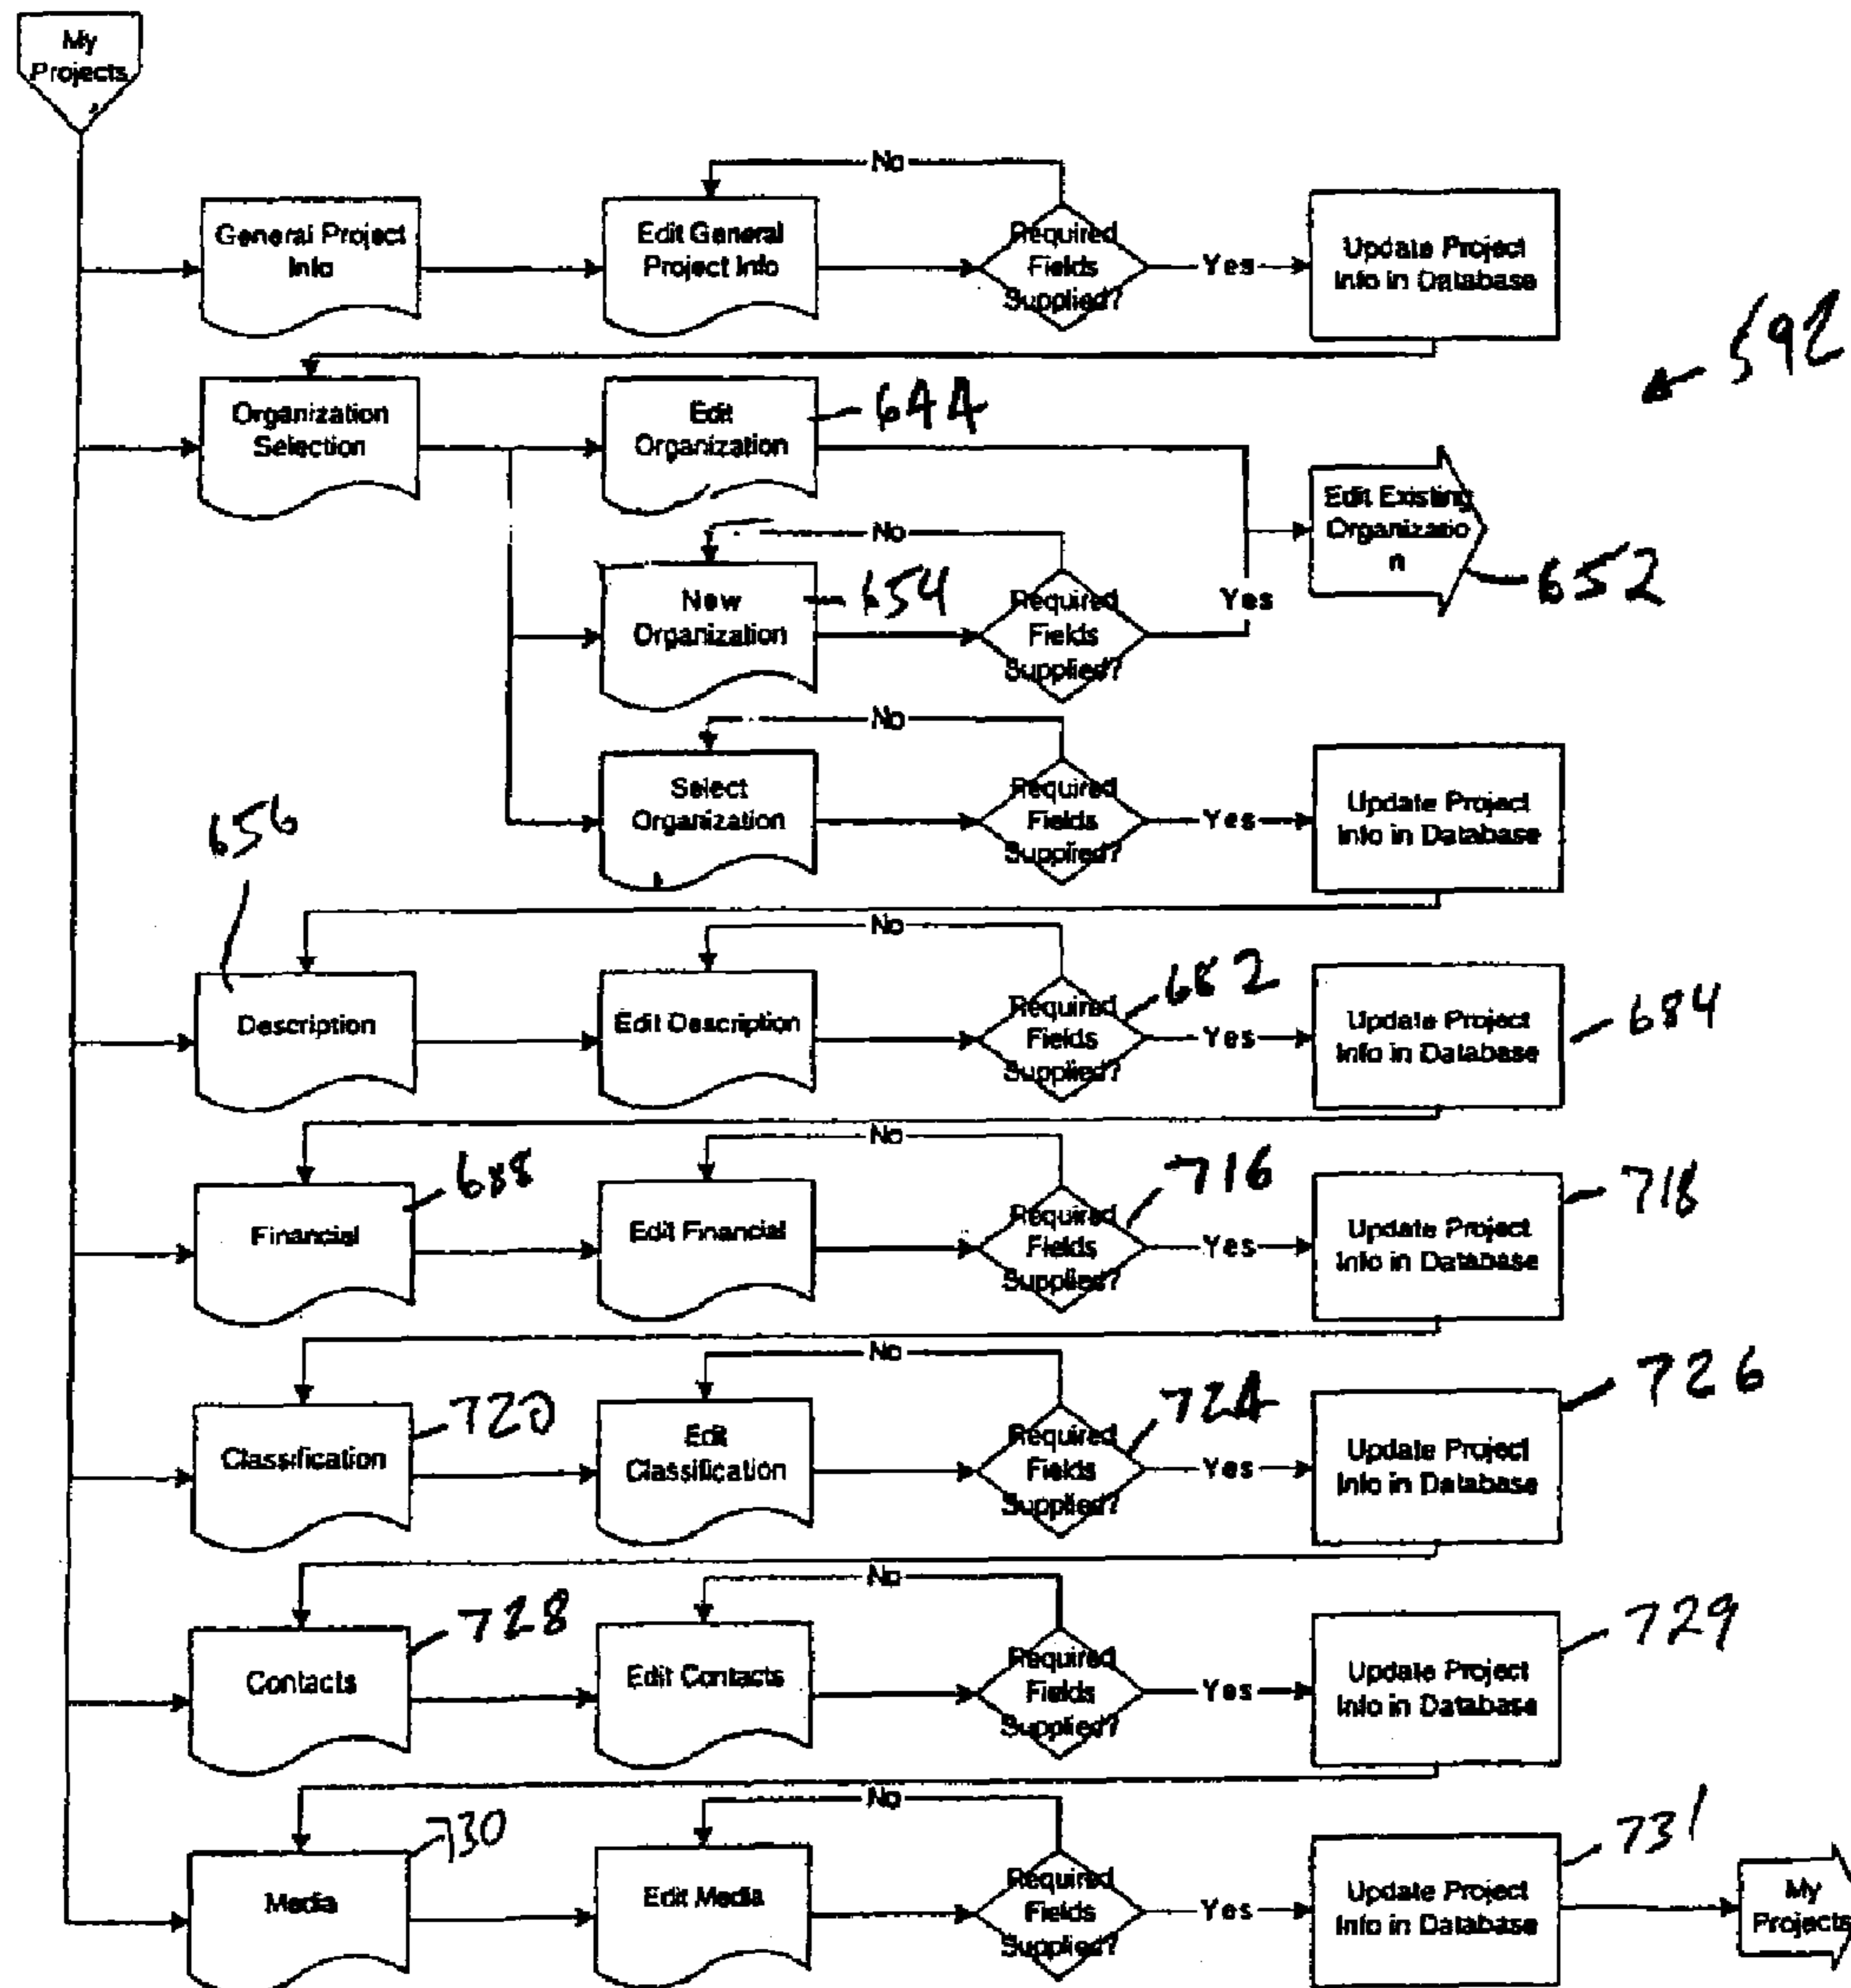 My
Projects
No
General Project
Info
Edit General
Project Info
Required
Fields
Supplied?
Yes
Update Project
Info in Database
592
Organization
Selection
Edit
Organization
644
Edit Existing
Organizatio
n
652
No
New
Organization
654
Required
Fields
Supplied?
Yes
No
Select
Organization
Required
Fields
Supplied?
Yes
Update Project
Info in Database
656
No
Description
Edit Description
Required
Fields
Supplied?
682
Yes
Update Project
Info in Database
684
No
Financial
688
Edit Financial
Required
Fields
Supplied?
716
Yes
Update Project
Info in Database
718
No
Classification
720
Edit
Classification
Required
Fields
Supplied?
724
Yes
Update Project
Info in Database
726
No
Contacts
728
Edit Contacts
Required
Fields
Supplied?
Yes
Update Project
Info in Database
729
No
Media
730
Edit Media
Required
Fields
Supplied?
Yes
Update Project
Info in Database
731
My
Projects